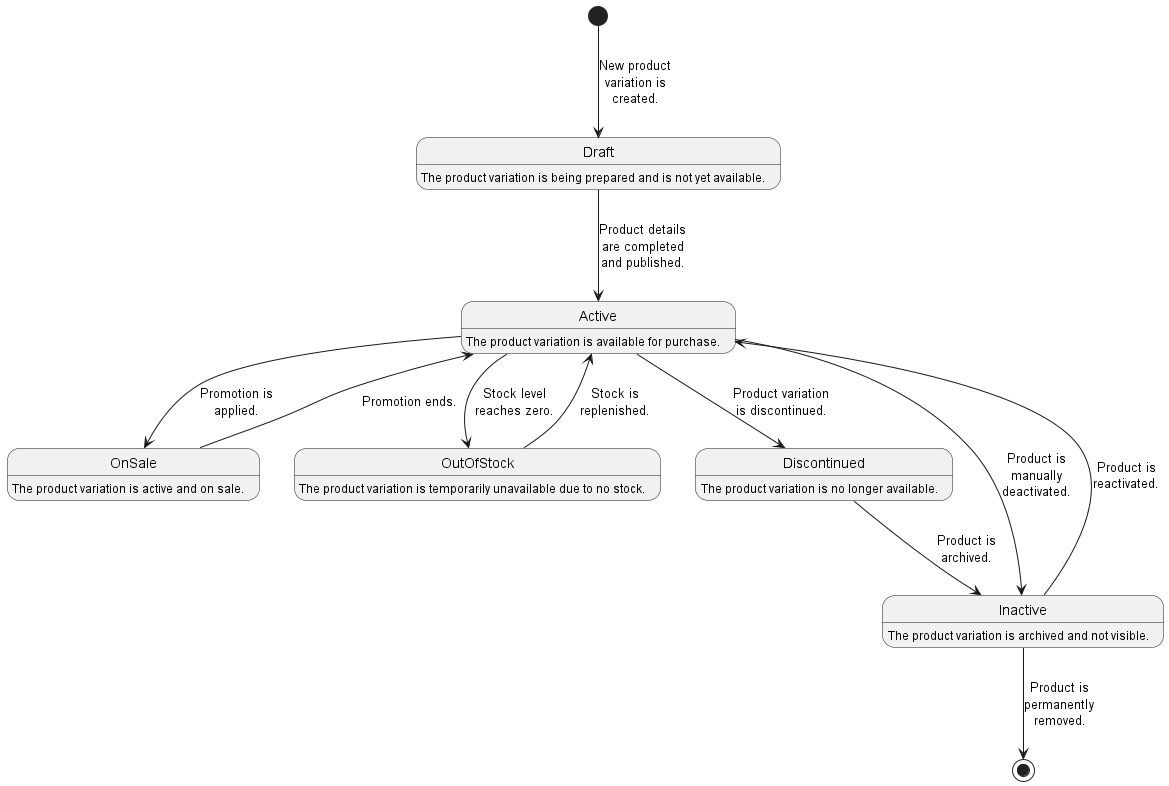 New product
variation is
created.
Draft
The product variation is being prepared and is not yet available.
Product details
are completed
and published.
Active
The product variation is available for purchase.
Promotion is
applied.
Promotion ends.
Stock level
reaches zero.
Stock is
replenished.
Product variation
is discontinued.
Product is
manually
deactivated.
Product is
reactivated.
OnSale
The product variation is active and on sale.
OutOfStock
The product variation is temporarily unavailable due to no stock.
Discontinued
The product variation is no longer available.
Product is
archived.
Inactive
The product variation is archived and not visible.
Product is
permanently
removed.